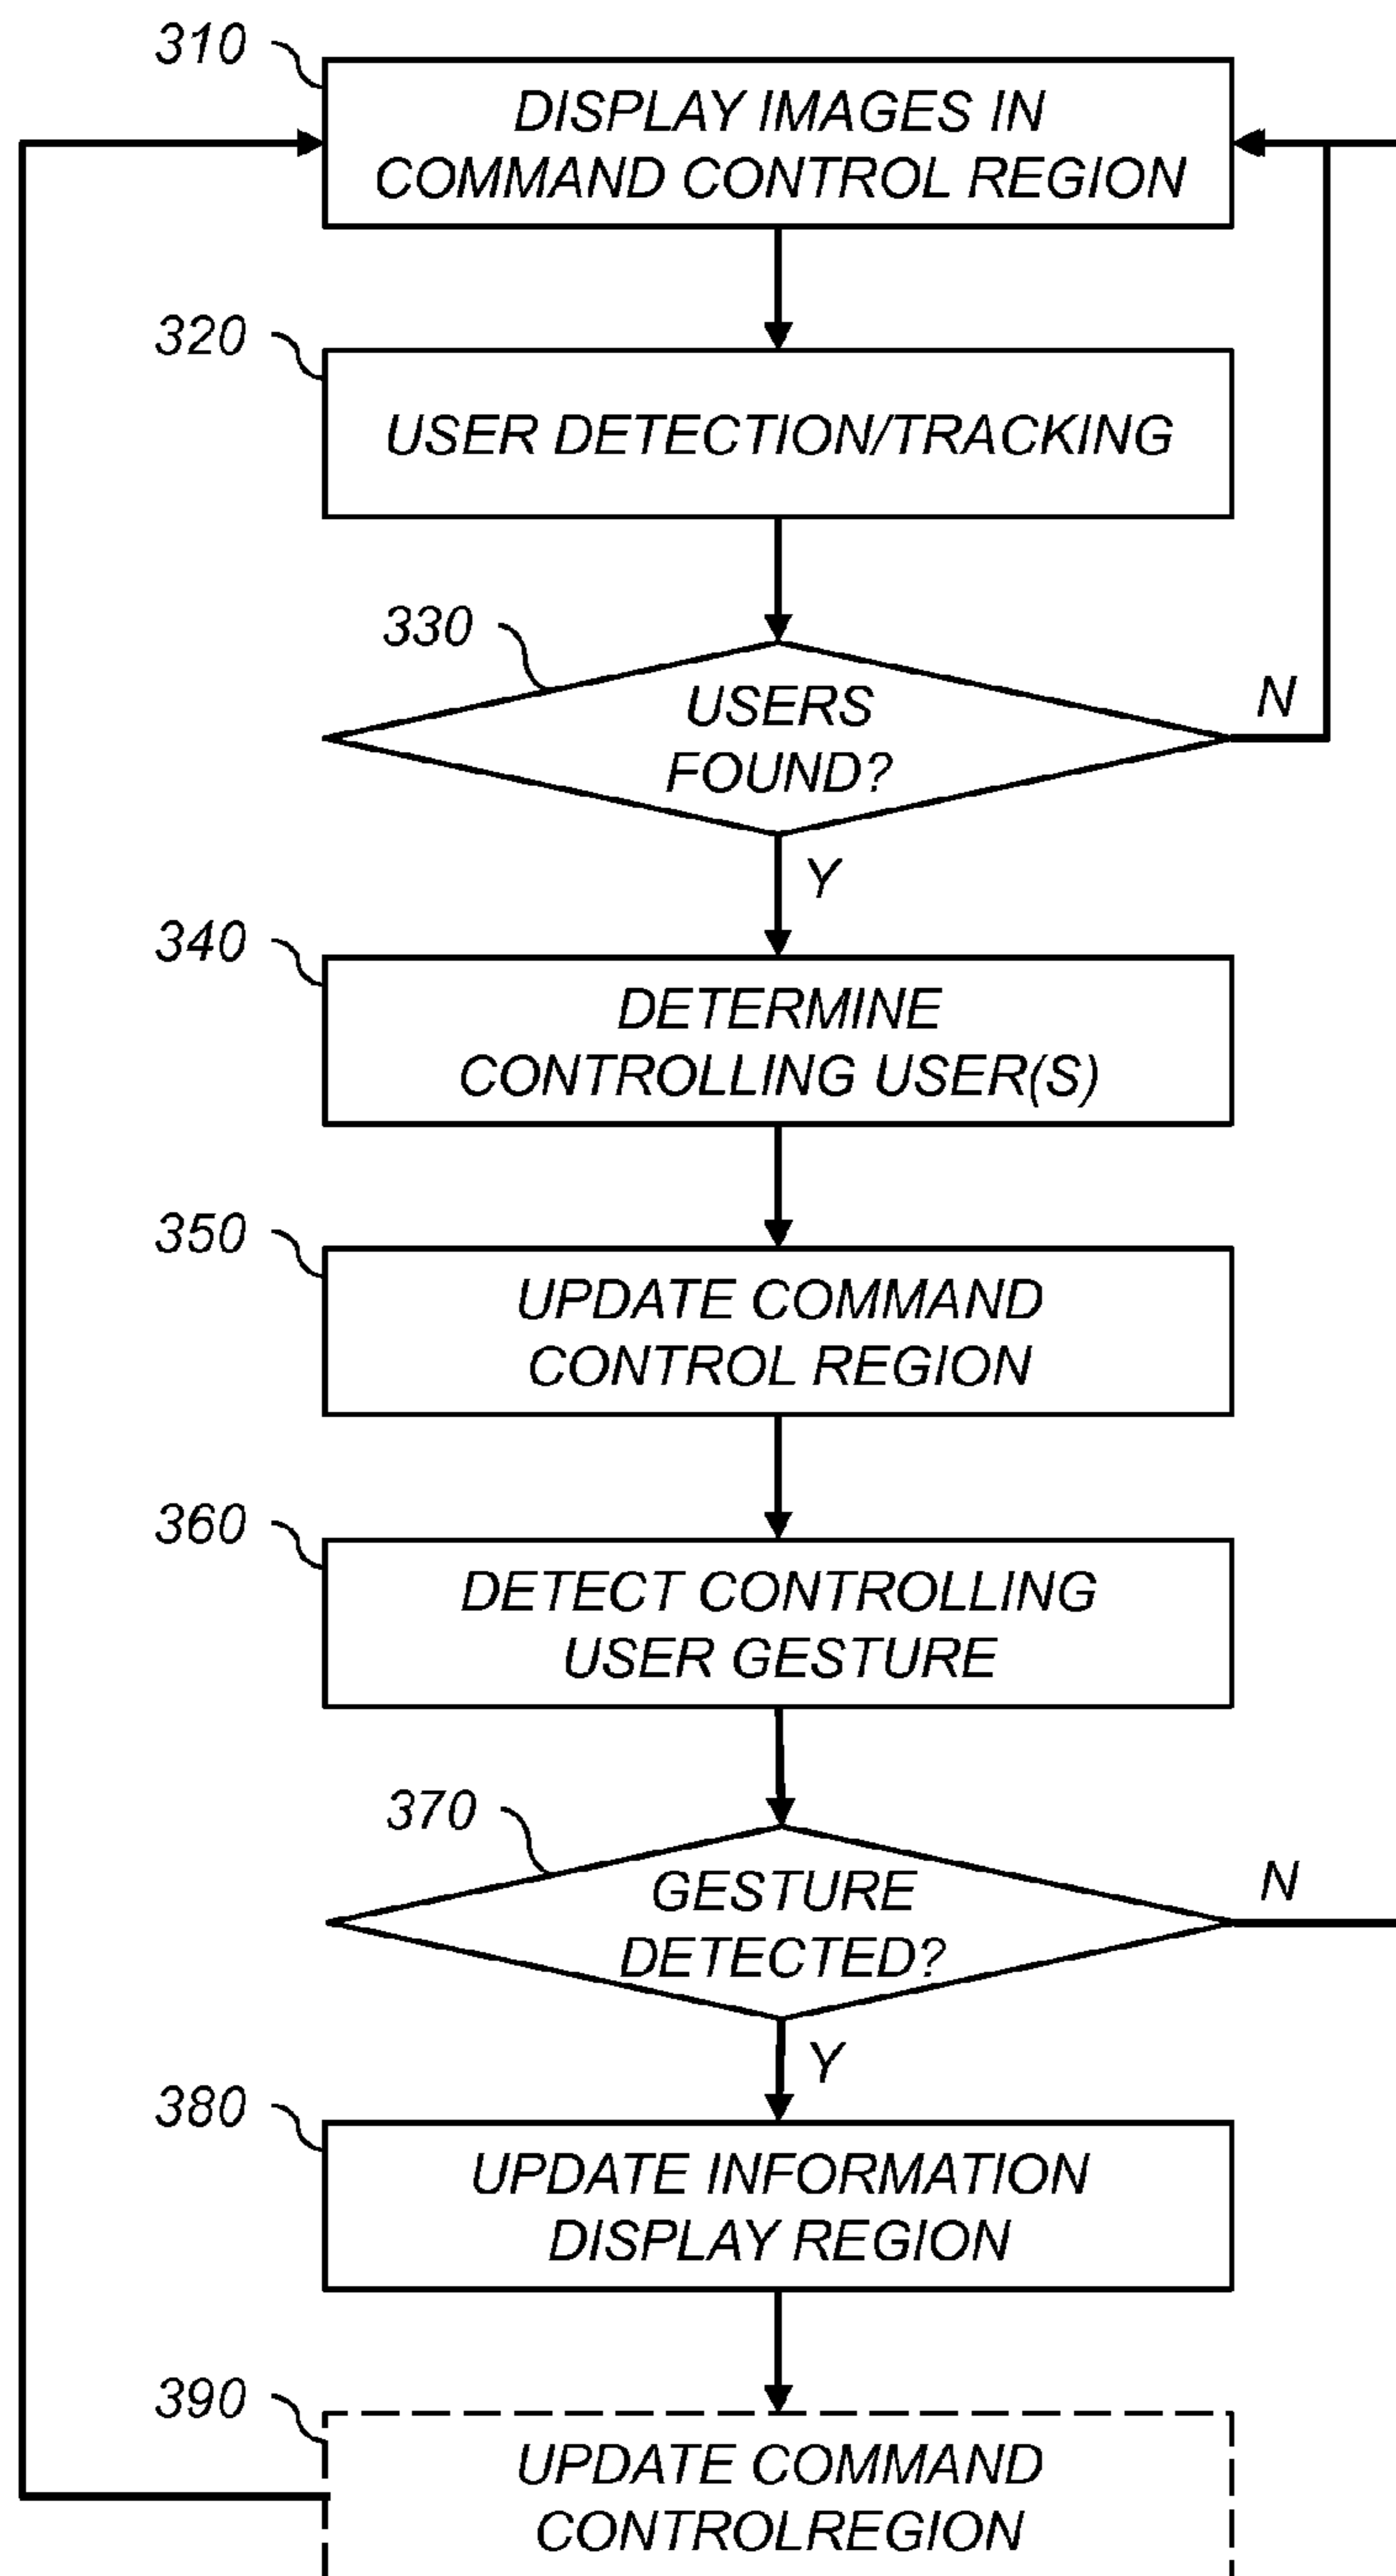 310
DISPLAY IMAGES IN
COMMAND CONTROL REGION
320
USER DETECTION/TRACKING
330
USERS
FOUND?
N
Y
340
DETERMINE
CONTROLLING USER(S)
350
UPDATE COMMAND
CONTROL REGION
360
DETECT CONTROLLING
USER GESTURE
370
GESTURE
DETECTED?
N
Y
380
UPDATE INFORMATION
DISPLAY REGION
390
UPDATE COMMAND
CONTROLREGION